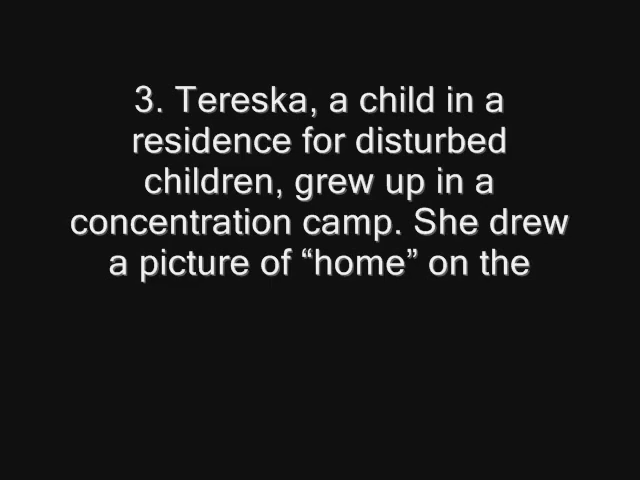 3. Tereska, a child in a
residence for disturbed
children, grew up in a
concentration camp. She drew
a picture of “home” on the